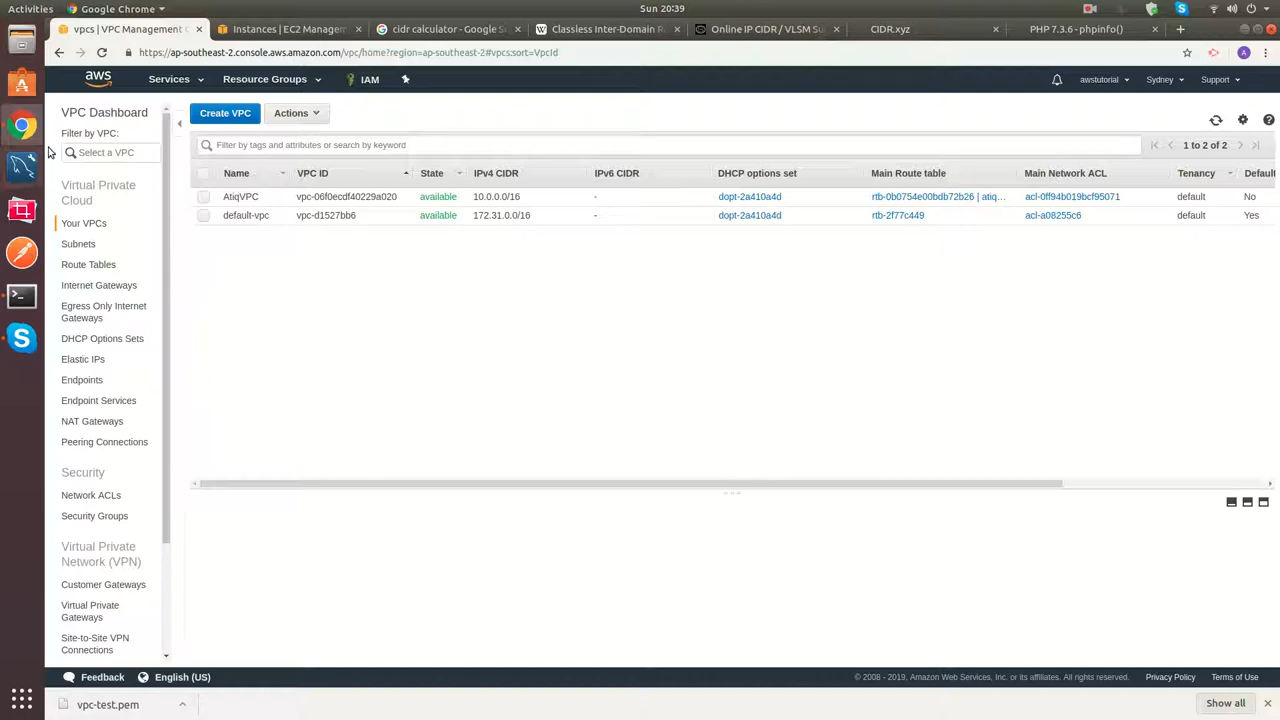 Activities
Google Chrome
Sun 20:39
vpcs | VPC Management C
Instances | EC2 Managem
cidr calculator - Google S
Classless Inter-Domain R
Online IP CIDR / VLSM Su
CIDR.xyz
PHP 7.3.6 - phpinfo()
https://ap-southeast-2.console.aws.amazon.com/vpc/home?region=ap-southeast-2#vpcs:sort=VpcId
A
aws
Services
Resource Groups
IAM
awstutorial
Sydney
Support
VPC Dashboard
Filter by VPC:
Select a VPC
Virtual Private
Cloud
Your VPCs
Subnets
Route Tables
Internet Gateways
Egress Only Internet
Gateways
DHCP Options Sets
Elastic IPs
Endpoints
Endpoint Services
NAT Gateways
Peering Connections
Security
Network ACLs
Security Groups
Virtual Private
Network (VPN)
Customer Gateways
Virtual Private
Gateways
Site-to-Site VPN
Connections
Create VPC
Actions
Filter by tags and attributes or search by keyword
1 to 2 of 2
Name VPC ID State IPv4 CIDR IPv6 CIDR DHCP options set Main Route table Main Network ACL Tenancy Default
AtiqVPC vpc-06f0ecdf40229a020 available 10.0.0.0/16 - dopt-2a410a4d rtb-0b0754e00bdb72b26 | atiq... acl-0ff94b019bcf95071 default No
default-vpc vpc-d1527bb6 available 172.31.0.0/16 - dopt-2a410a4d rtb-2f77c449 acl-a08255c6 default Yes
Feedback
English (US)
© 2008 - 2019, Amazon Web Services, Inc. or its affiliates. All rights reserved.
Privacy Policy
Terms of Use
vpc-test.pem
Show all